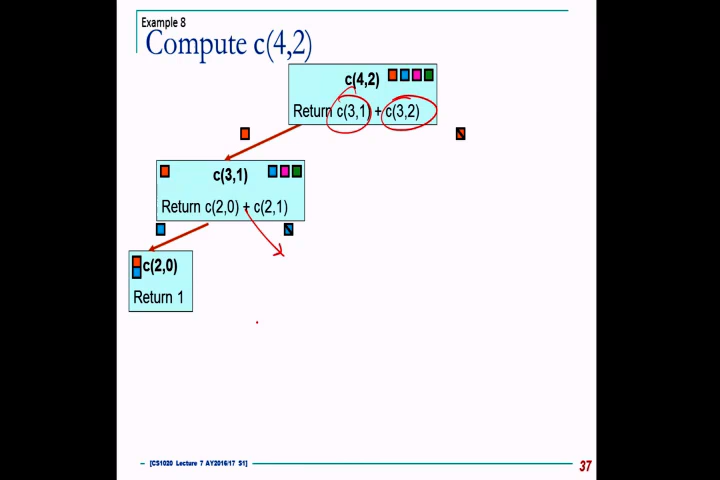 Example 8
Compute c(4,2)
c(4,2)
Return c(3,1) + c(3,2)
c(3,1)
Return c(2,0) + c(2,1)
c(2,0)
Return 1
[CS1020 Lecture 7 AY2016/17 S1]
37